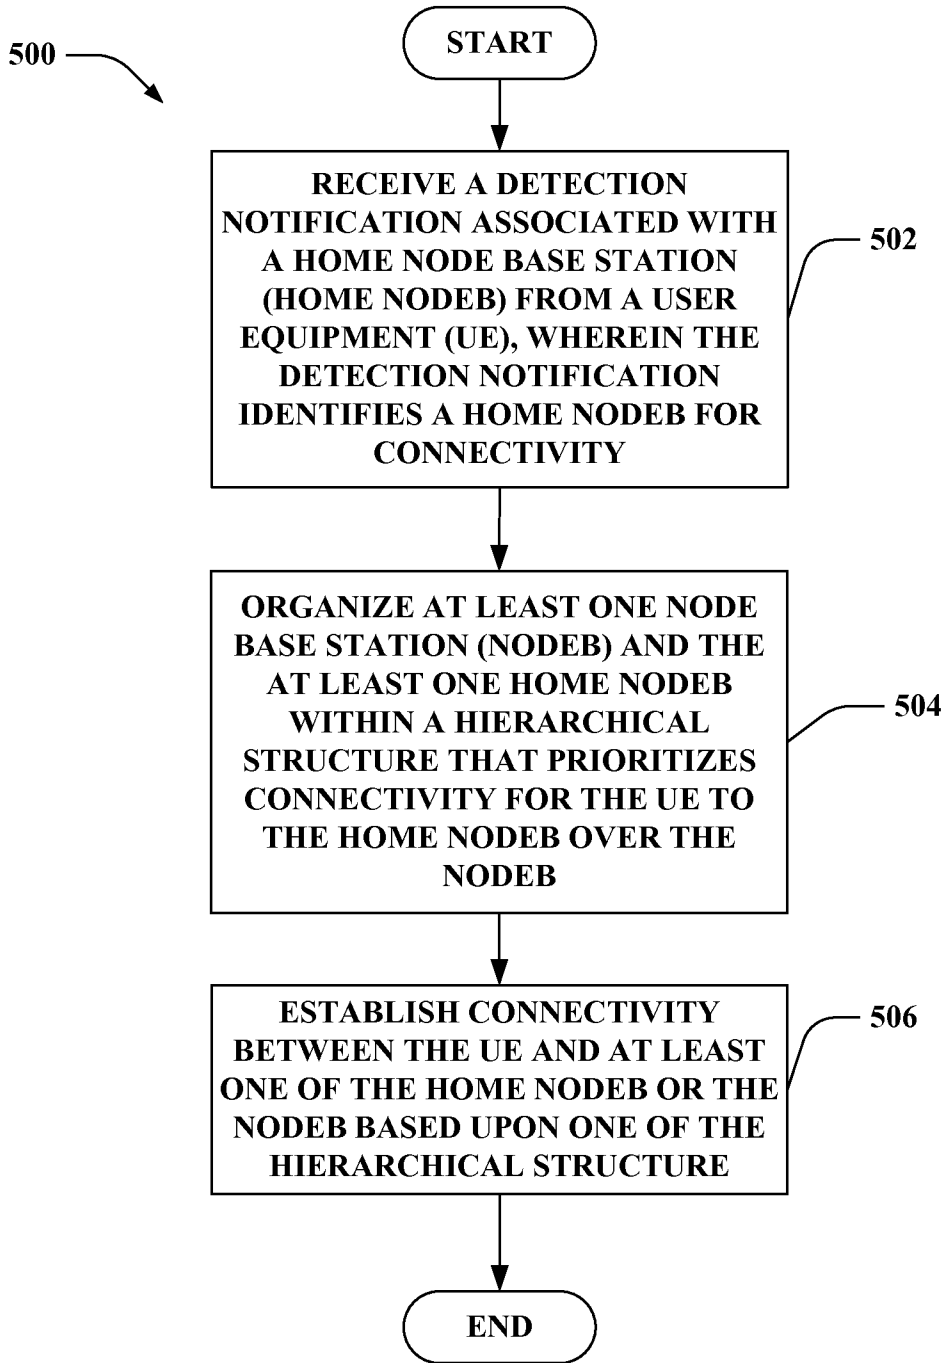 START
500
RECEIVE A DETECTION
NOTIFICATION ASSOCIATED WITH
A HOME NODE BASE STATION
(HOME NODEB) FROM A USER
EQUIPMENT (UE), WHEREIN THE
DETECTION NOTIFICATION
IDENTIFIES A HOME NODEB FOR
CONNECTIVITY
502
ORGANIZE AT LEAST ONE NODE
BASE STATION (NODEB) AND THE
AT LEAST ONE HOME NODEB
WITHIN A HIERARCHICAL
STRUCTURE THAT PRIORITIZES
CONNECTIVITY FOR THE UE TO
THE HOME NODEB OVER THE
NODEB
504
ESTABLISH CONNECTIVITY
BETWEEN THE UE AND AT LEAST
ONE OF THE HOME NODEB OR THE
NODEB BASED UPON ONE OF THE
HIERARCHICAL STRUCTURE
506
END